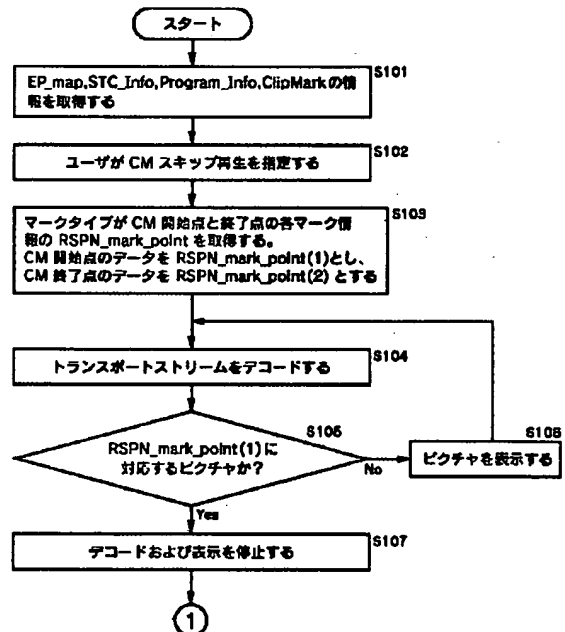 スタート
S101
EP_map,STC_Info,Program_Info,ClipMarkの情
報を取得する
S102
ユーザが CM スキップ再生を指定する
S103
マークタイプが CM 開始点と終了点の各マーク情
報の RSPN_mark_point を取得する。
CM 開始点のデータを RSPN_mark_point(1)とし、
CM 終了点のデータを RSPN_mark_point(2) とする
S104
トランスポートストリームをデコードする
S105
RSPN_mark_point(1) に
対応するピクチャか?
No
S106
ピクチャを表示する
Yes
S107
デコードおよび表示を停止する
1